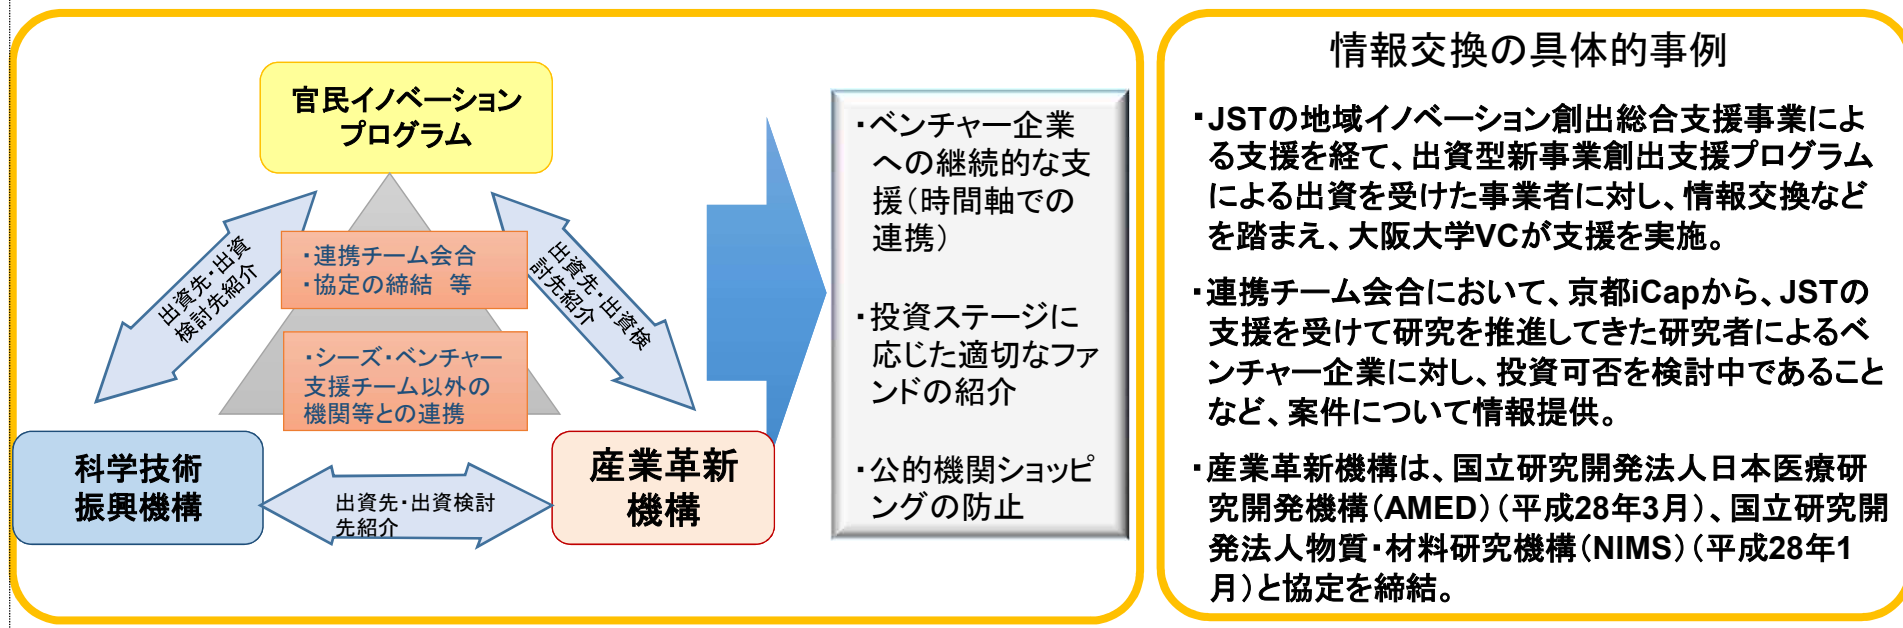 官民イノベーション
プログラム
出資先・出資
検討先紹介
・連携チーム会合
・協定の締結　等
出資先・出資検
討先紹介
・シーズ・ベンチャー
支援チーム以外の
機関等との連携
科学技術
振興機構
出資先・出資検討
先紹介
産業革新
機構
・ベンチャー企業
への継続的な支
援（時間軸での
連携）
・投資ステージに
応じた適切なファ
ンドの紹介
・公的機関ショッピ
ングの防止
情報交換の具体的事例
・JSTの地域イノベーション創出総合支援事業によ
る支援を経て、出資型新事業創出支援プログラム
による出資を受けた事業者に対し、情報交換など
を踏まえ、大阪大学VCが支援を実施。
・連携チーム会合において、京都iCapから、JSTの
支援を受けて研究を推進してきた研究者によるベ
ンチャー企業に対し、投資可否を検討中であること
など、案件について情報提供。
・産業革新機構は、国立研究開発法人日本医療研
究開発機構（AMED）（平成28年3月）、国立研究開
発法人物質・材料研究機構（NIMS）（平成28年1
月）と協定を締結。